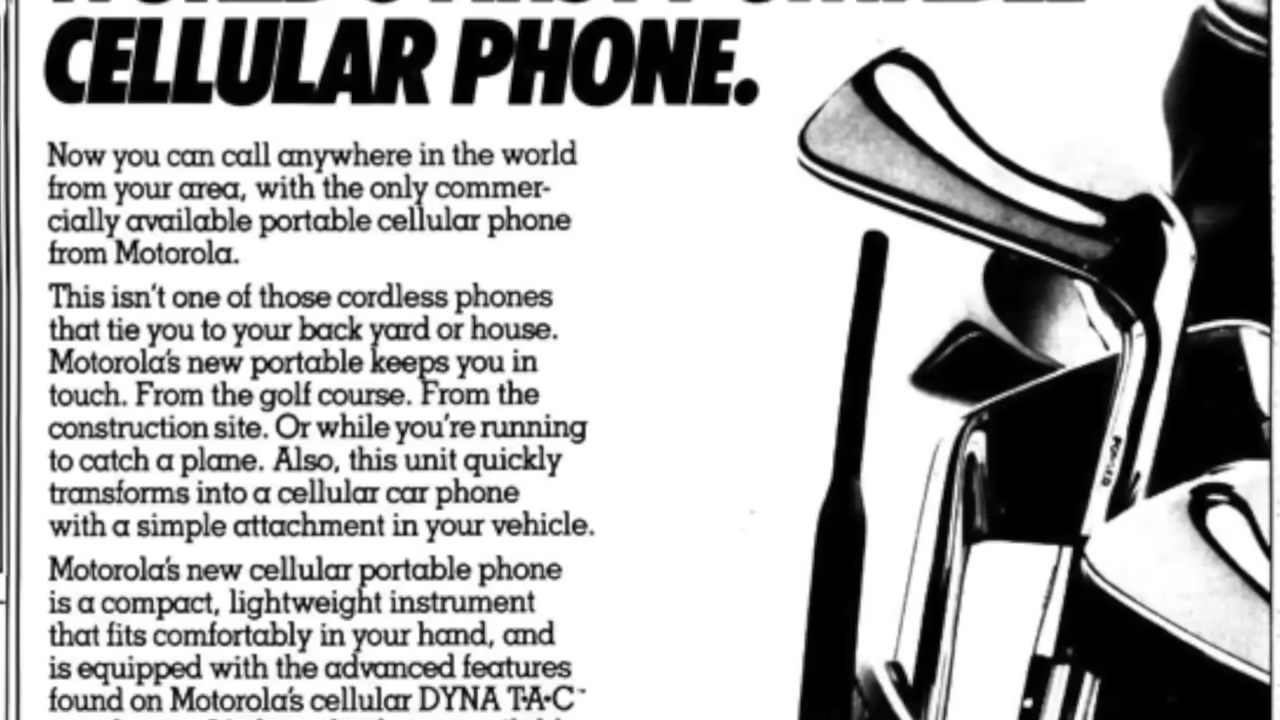 WORLD'S FIRST PORTABLE
CELLULAR PHONE.
Now you can call anywhere in the world
from your area, with the only commer-
cially available portable cellular phone
from Motorola.
This isn't one of those cordless phones
that tie you to your back yard or house.
Motorola's new portable keeps you in
touch. From the golf course. From the
construction site. Or while you're running
to catch a plane. Also, this unit quickly
transforms into a cellular car phone
with a simple attachment in your vehicle.
Motorola's new cellular portable phone
is a compact, lightweight instrument
that fits comfortably in your hand, and
is equipped with the advanced features
found on Motorola's cellular DYNA T•A•C™